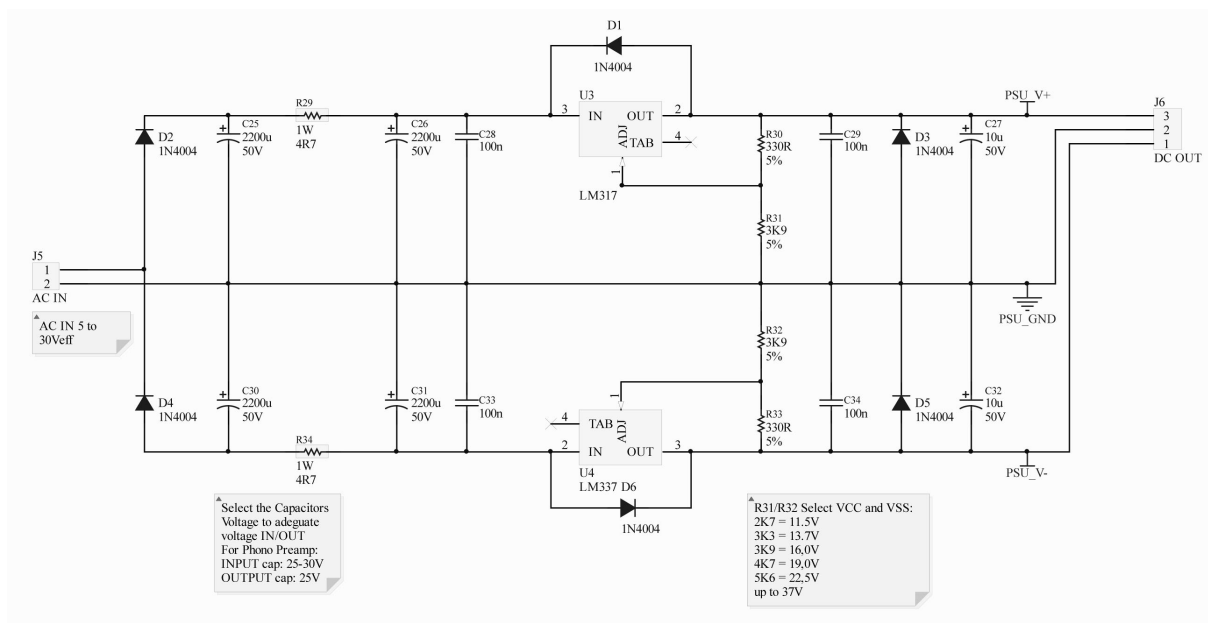 D1
1N4004
U3
3
IN
OUT
2
ADJ
TAB
4
1
LM317
PSU_V+
J6
3
2
1
DC OUT
D2
1N4004
C25
2200u
50V
R29
1W
4R7
C26
2200u
50V
C28
100n
R30
330R
5%
C29
100n
D3
1N4004
C27
10u
50V
R31
3K9
5%
J5
1
2
AC IN
AC IN 5 to
30Veff
PSU_GND
R32
3K9
5%
D4
1N4004
C30
2200u
50V
R34
1W
4R7
C31
2200u
50V
C33
100n
1
4
TAB
ADJ
2
IN
OUT
3
U4
LM337
D6
1N4004
R33
330R
5%
C34
100n
D5
1N4004
C32
10u
50V
PSU_V-
Select the Capacitors
Voltage to adeguate
voltage IN/OUT
For Phono Preamp:
INPUT cap: 25-30V
OUTPUT cap: 25V
R31/R32 Select VCC and VSS:
2K7 = 11.5V
3K3 = 13.7V
3K9 = 16,0V
4K7 = 19,0V
5K6 = 22,5V
up to 37V